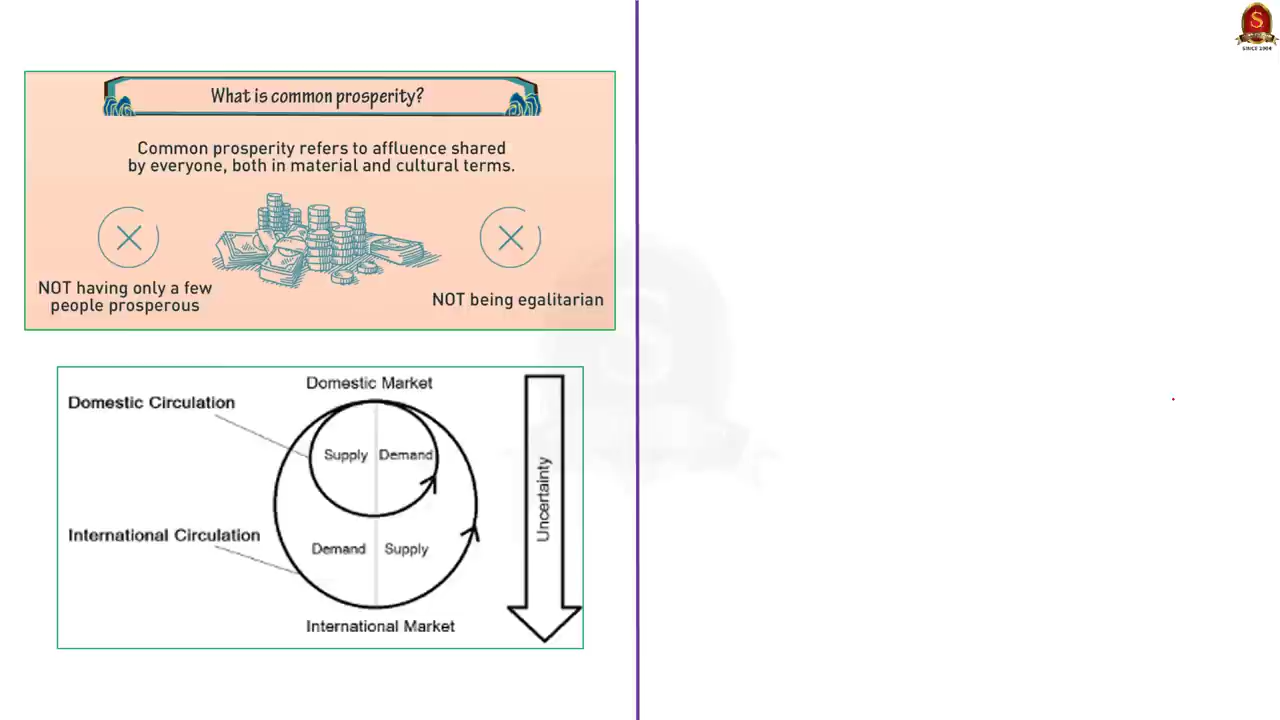 S
SINCE 2004
What is common prosperity?
Common prosperity refers to affluence shared
by everyone, both in material and cultural terms.
NOT having only a few
people prosperous
NOT being egalitarian
Domestic Market
Domestic Circulation
Supply
Demand
Uncertainty
International Circulation
Demand
Supply
International Market